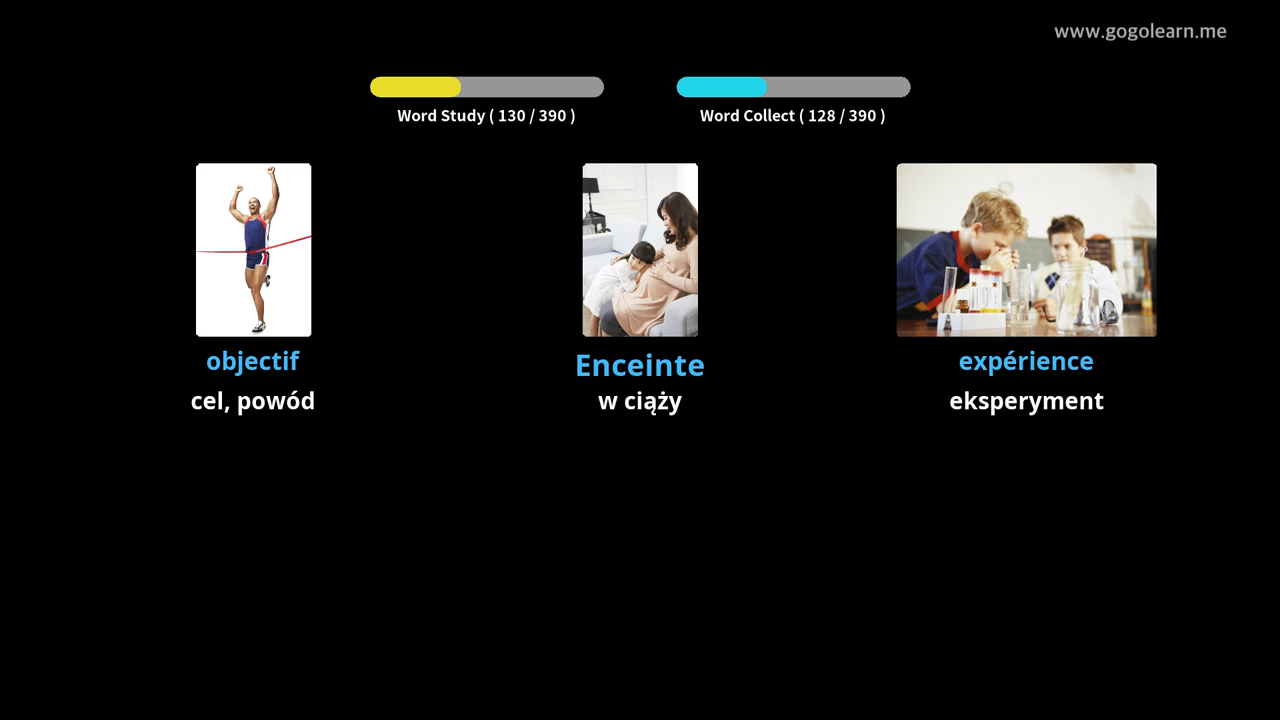 www.gogolearn.me
Word Study ( 130 / 390 )
Word Collect ( 128 / 390 )
objectif
cel, powód
Enceinte
w ciąży
expérience
eksperyment